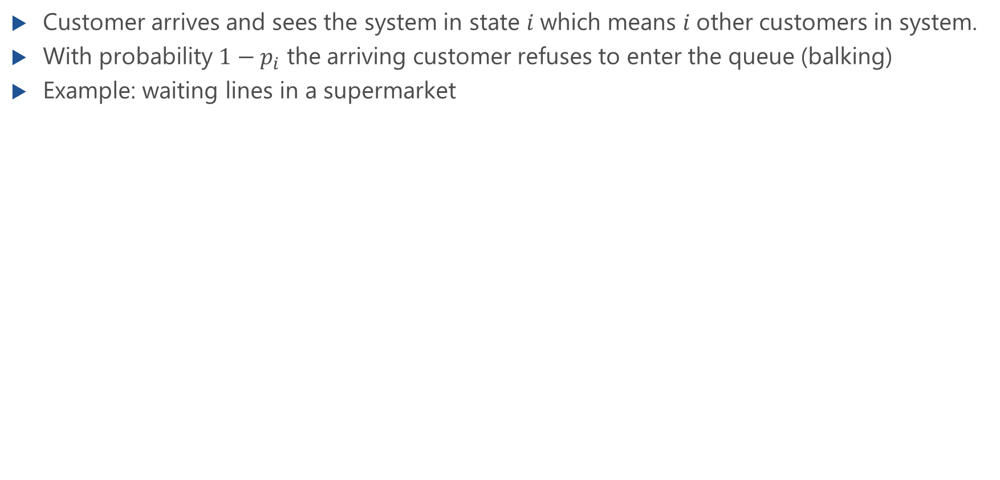 Customer arrives and sees the system in state i which means i other customers in system.
With probability 1 − pᵢ the arriving customer refuses to enter the queue (balking)
Example: waiting lines in a supermarket